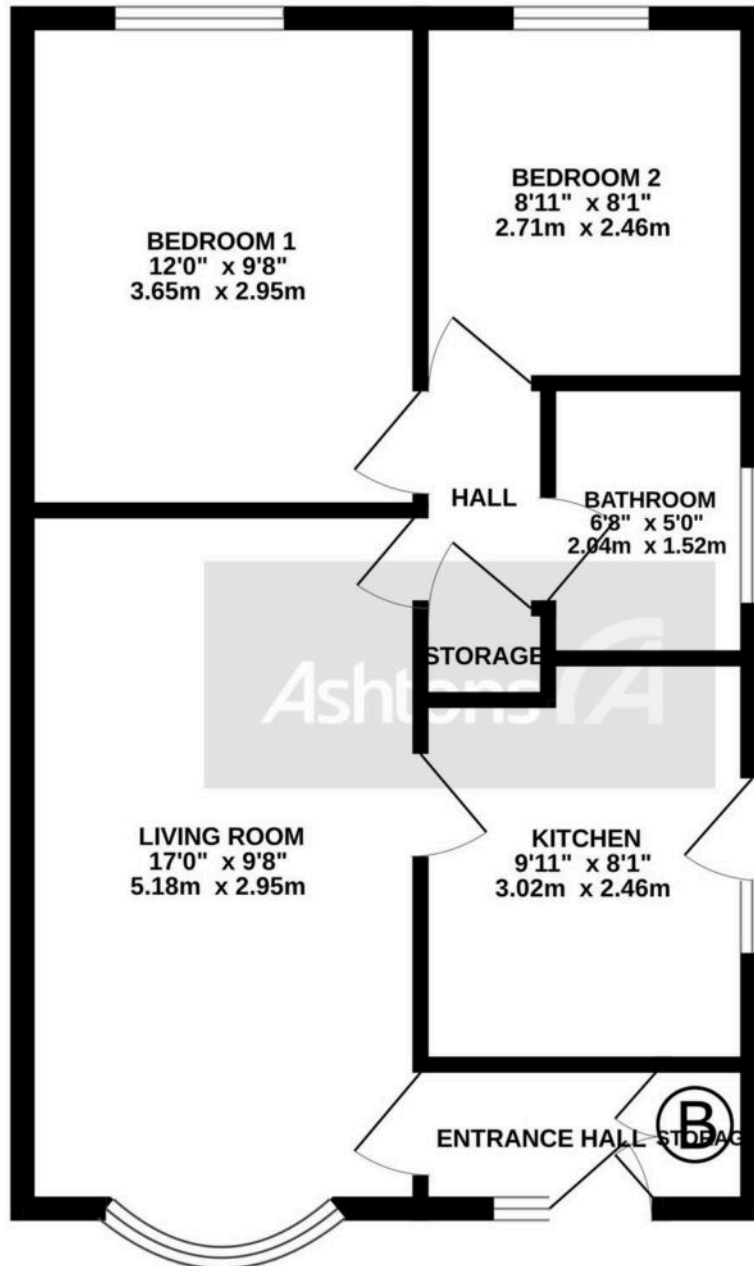 BEDROOM 1
12'0" x 9'8"
3.65m x 2.95m
BEDROOM 2
8'11" x 8'1"
2.71m x 2.46m
HALL
BATHROOM
6'8" x 5'0"
2.04m x 1.52m
STORAGE
Ashtons
LIVING ROOM
17'0" x 9'8"
5.18m x 2.95m
KITCHEN
9'11" x 8'1"
3.02m x 2.46m
ENTRANCE HALL
B
STORAG